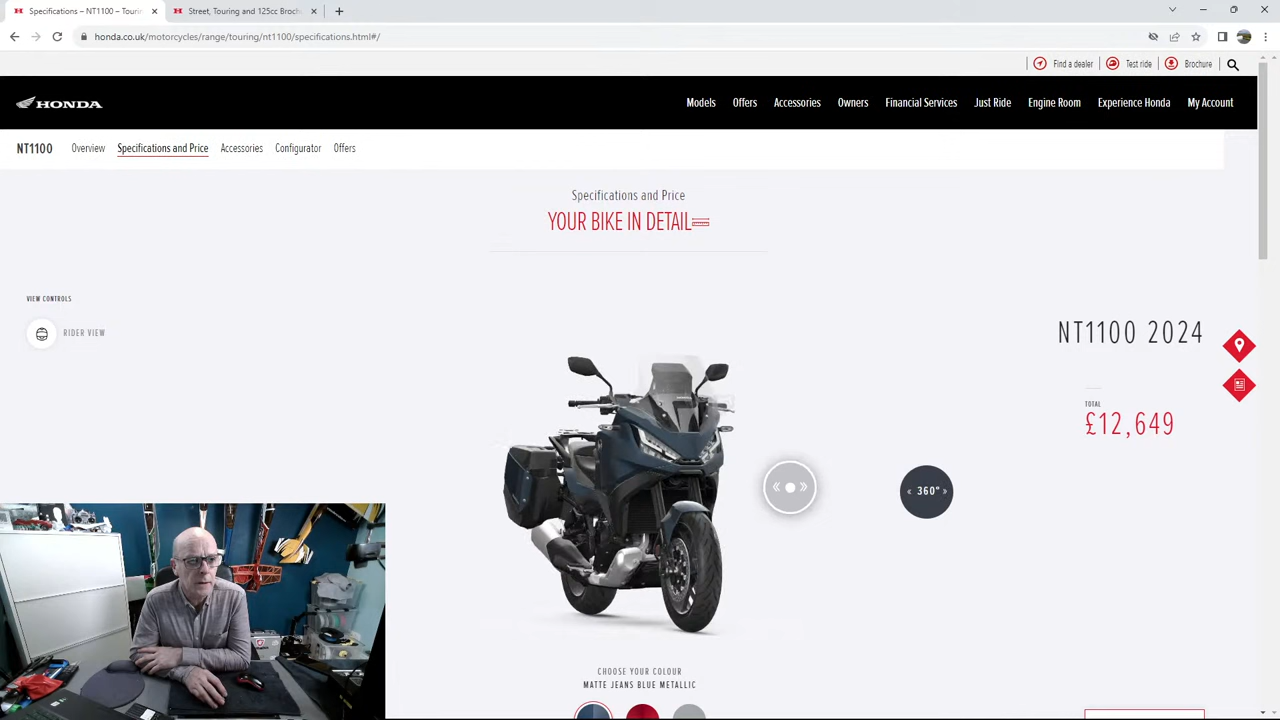 Specifications – NT1100 – Tourin
Street, Touring and 125cc Broch
honda.co.uk/motorcycles/range/touring/nt1100/specifications.html#/
Find a dealer
Test ride
Brochure
HONDA
Models
Offers
Accessories
Owners
Financial Services
Just Ride
Engine Room
Experience Honda
My Account
NT1100
Overview
Specifications and Price
Accessories
Configurator
Offers
Specifications and Price
YOUR BIKE IN DETAIL
VIEW CONTROLS
RIDER VIEW
NT1100 2024
TOTAL
£12,649
« 360° »
CHOOSE YOUR COLOUR
MATTE JEANS BLUE METALLIC